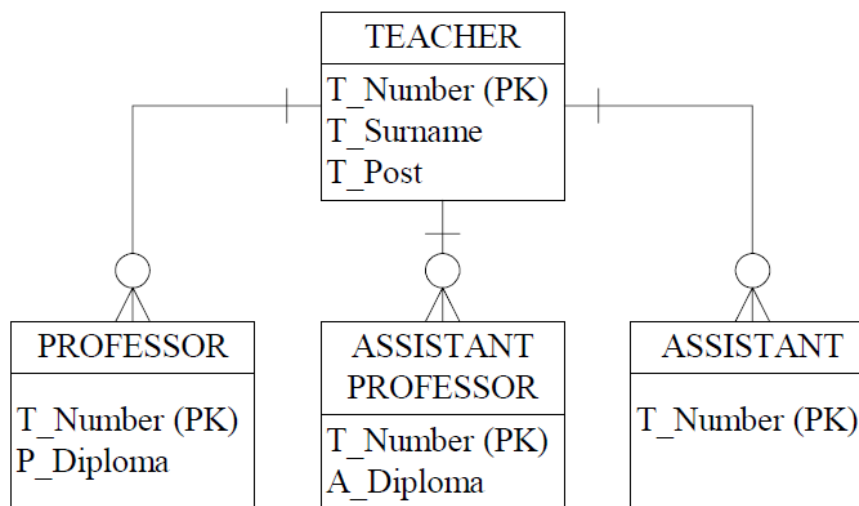 TEACHER
T_Number (PK)
T_Surname
T_Post
PROFESSOR
T_Number (PK)
P_Diploma
ASSISTANT
PROFESSOR
T_Number (PK)
A_Diploma
ASSISTANT
T_Number (PK)